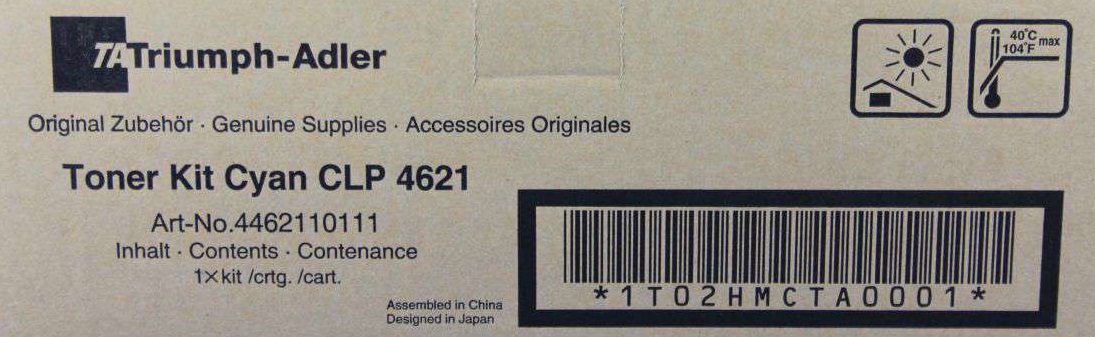 TA Triumph-Adler
40°C max
104°F
Original Zubehör · Genuine Supplies · Accessoires Originales
Toner Kit Cyan CLP 4621
Art-No.4462110111
Inhalt · Contents · Contenance
1×kit /crtg. /cart.
Assembled in China
Designed in Japan
*1T02HMCTA0001*